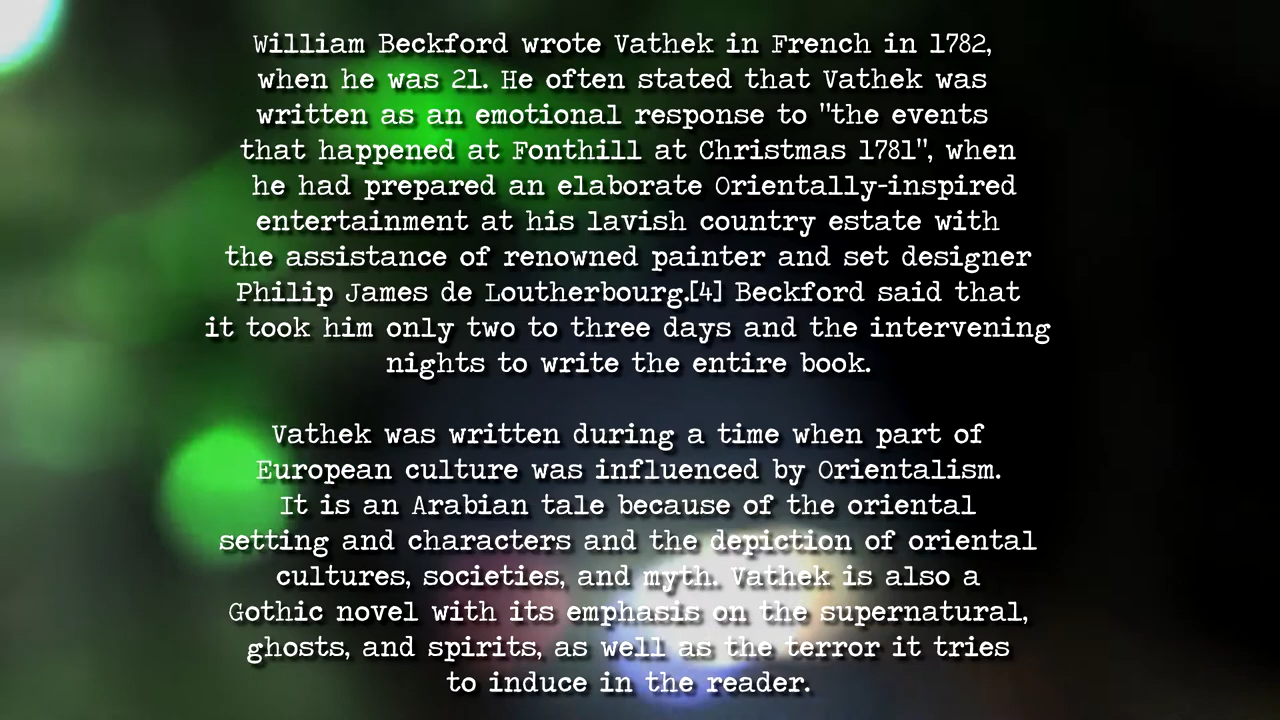 William Beckford wrote Vathek in French in 1782,
when he was 21. He often stated that Vathek was
written as an emotional response to "the events
that happened at Fonthill at Christmas 1781", when
he had prepared an elaborate Orientally-inspired
entertainment at his lavish country estate with
the assistance of renowned painter and set designer
Philip James de Loutherbourg.[4] Beckford said that
it took him only two to three days and the intervening
nights to write the entire book.
Vathek was written during a time when part of
European culture was influenced by Orientalism.
It is an Arabian tale because of the oriental
setting and characters and the depiction of oriental
cultures, societies, and myth. Vathek is also a
Gothic novel with its emphasis on the supernatural,
ghosts, and spirits, as well as the terror it tries
to induce in the reader.